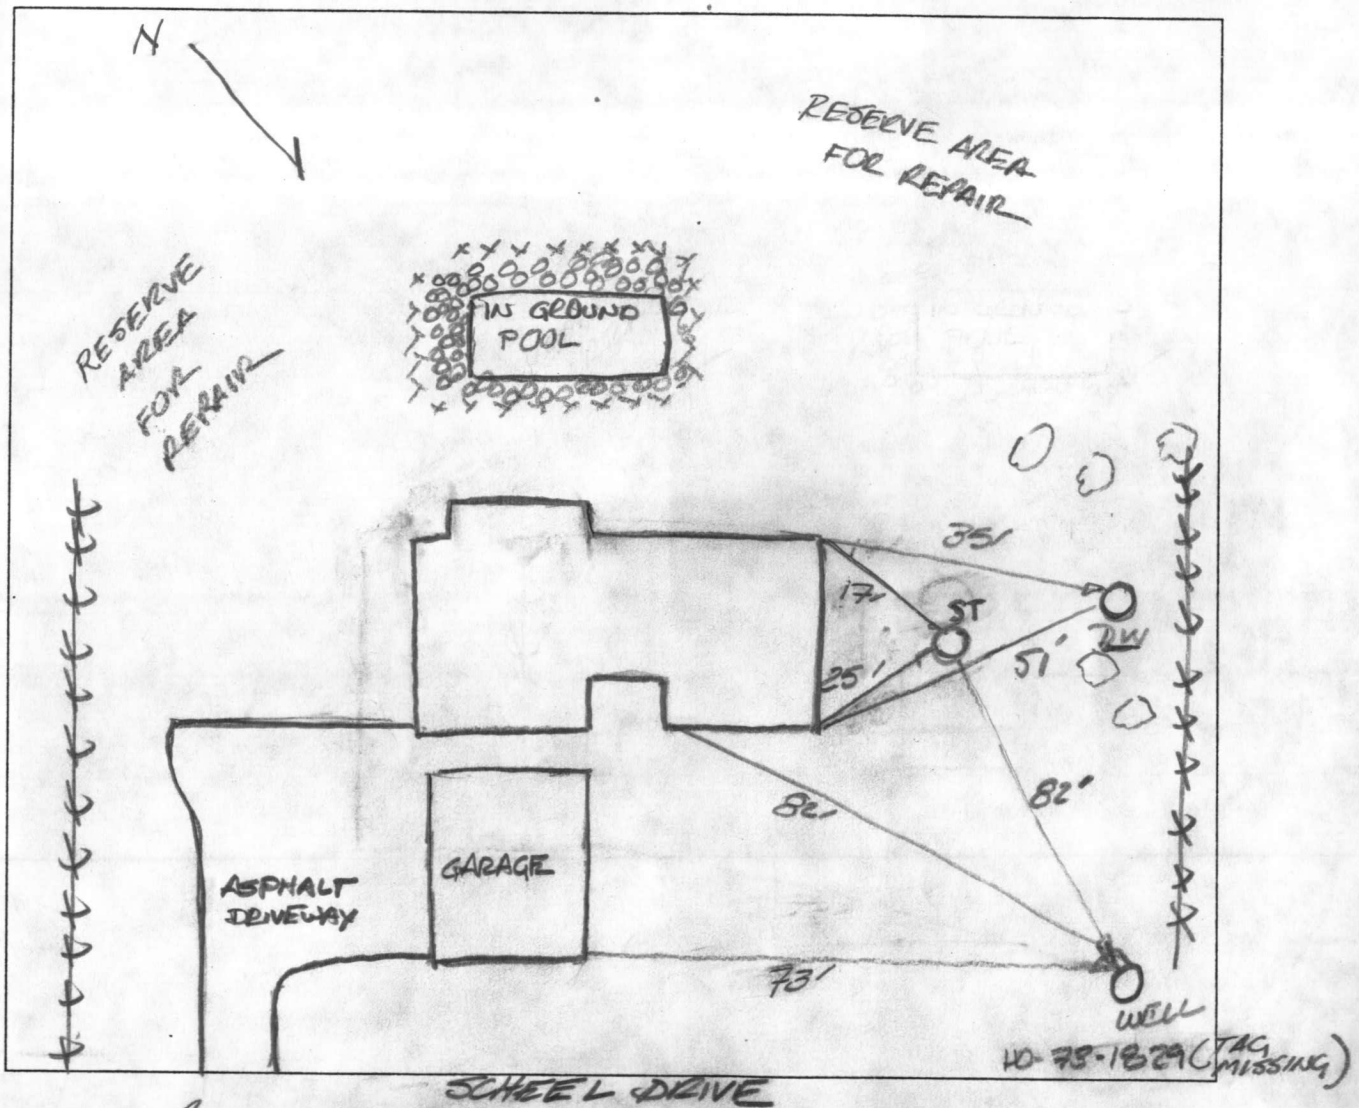 N
RESERVE AREA
FOR REPAIR
RESERVE
AREA
FOR
REPAIR
IN GROUND
POOL
35'
17'
ST
DW
25'
51'
82'
82'
GARAGE
ASPHALT
DRIVEWAY
73'
WELL
HO-73-1829 (TAG
MISSING)
SCHEEL DRIVE